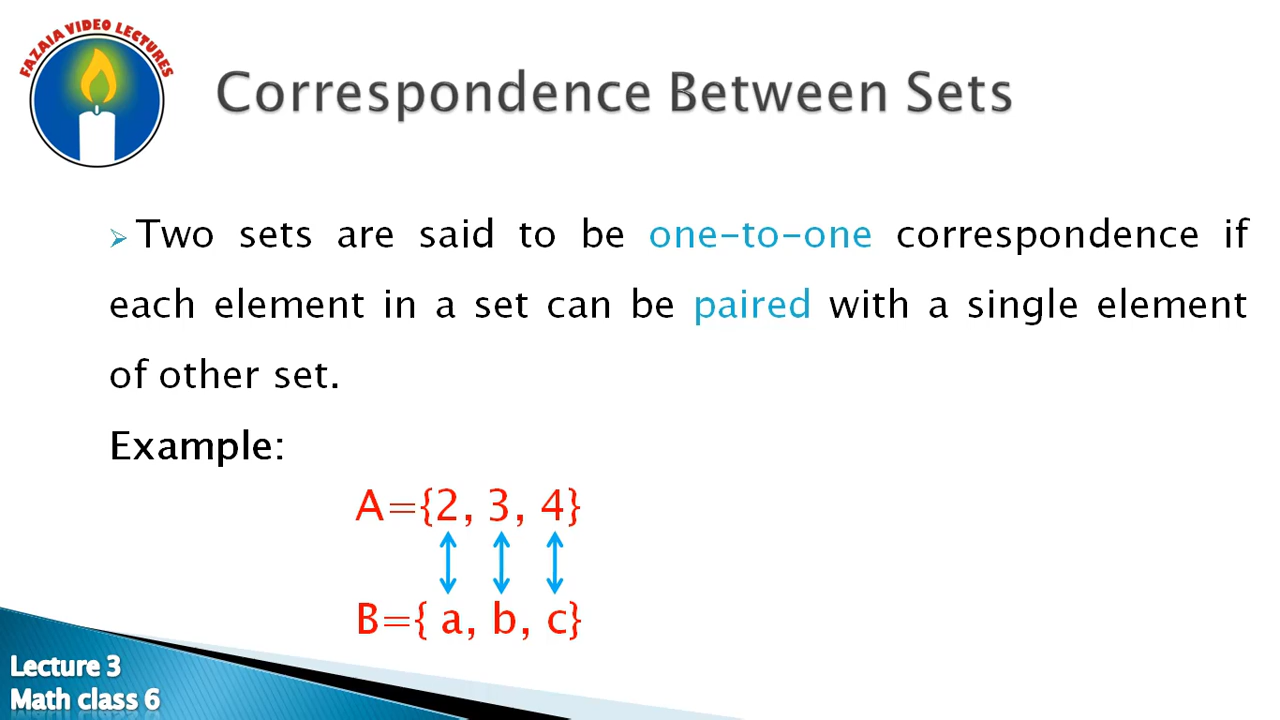 FAZAIA VIDEO LECTURES
Correspondence Between Sets
➢ Two sets are said to be one-to-one correspondence if
each element in a set can be paired with a single element
of other set.
Example:
A={2, 3, 4}
B={ a, b, c}
Lecture 3
Math class 6